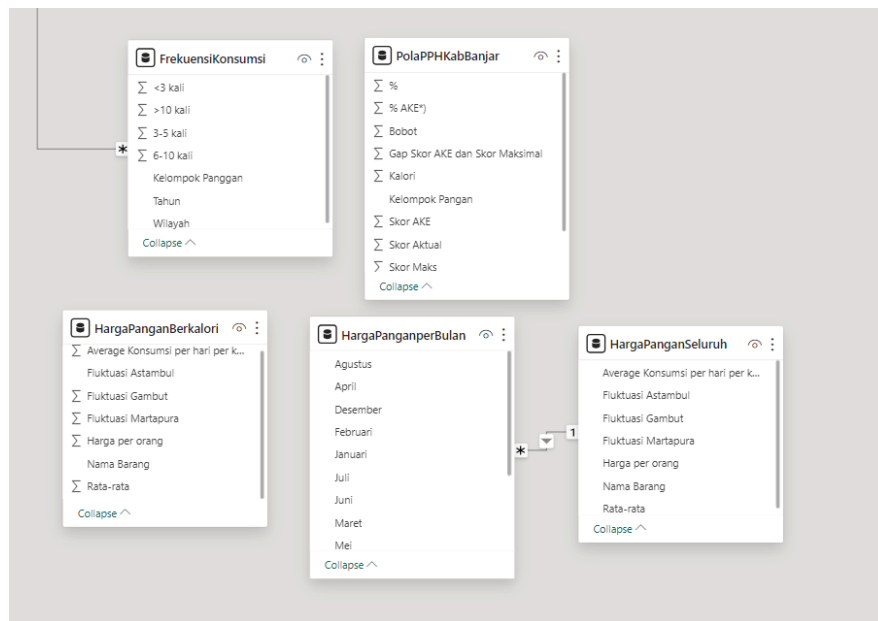 FrekuensiKonsumsi
∑ <3 kali
∑ >10 kali
∑ 3-5 kali
∑ 6-10 kali
Kelompok Panggan
Tahun
Wilayah
Collapse
*
PolaPPHKabBanjar
∑ %
∑ % AKE*)
∑ Bobot
∑ Gap Skor AKE dan Skor Maksimal
∑ Kalori
Kelompok Pangan
∑ Skor AKE
∑ Skor Aktual
∑ Skor Maks
Collapse
HargaPanganBerkalori
∑ Average Konsumsi per hari per k...
Fluktuasi Astambul
∑ Fluktuasi Gambut
∑ Fluktuasi Martapura
∑ Harga per orang
Nama Barang
∑ Rata-rata
Collapse
HargaPanganperBulan
Agustus
April
Desember
Februari
Januari
Juli
Juni
Maret
Mei
Collapse
*
1
HargaPanganSeluruh
Average Konsumsi per hari per k...
Fluktuasi Astambul
Fluktuasi Gambut
Fluktuasi Martapura
Harga per orang
Nama Barang
Rata-rata
Collapse